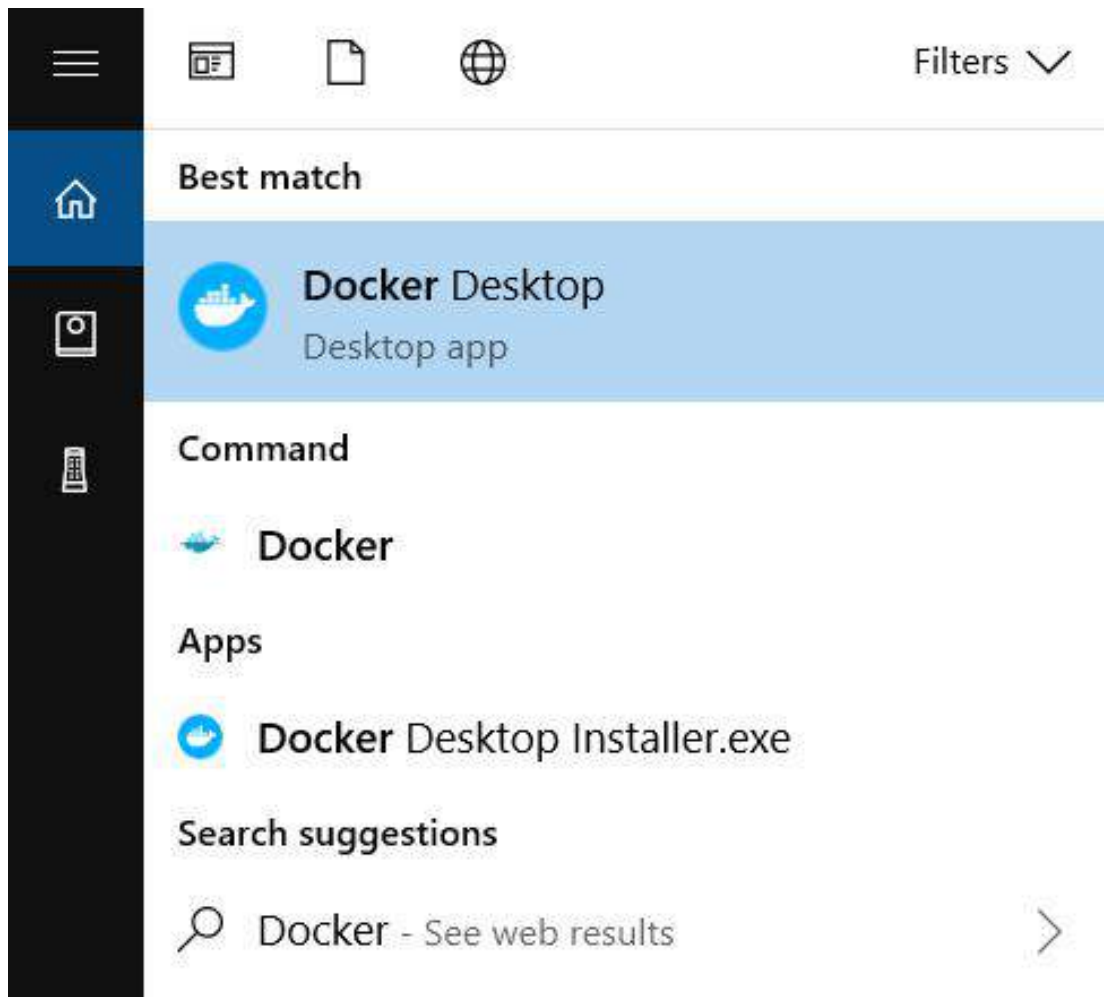 Filters
Best match
Docker Desktop
Desktop app
Command
Docker
Apps
Docker Desktop Installer.exe
Search suggestions
Docker - See web results